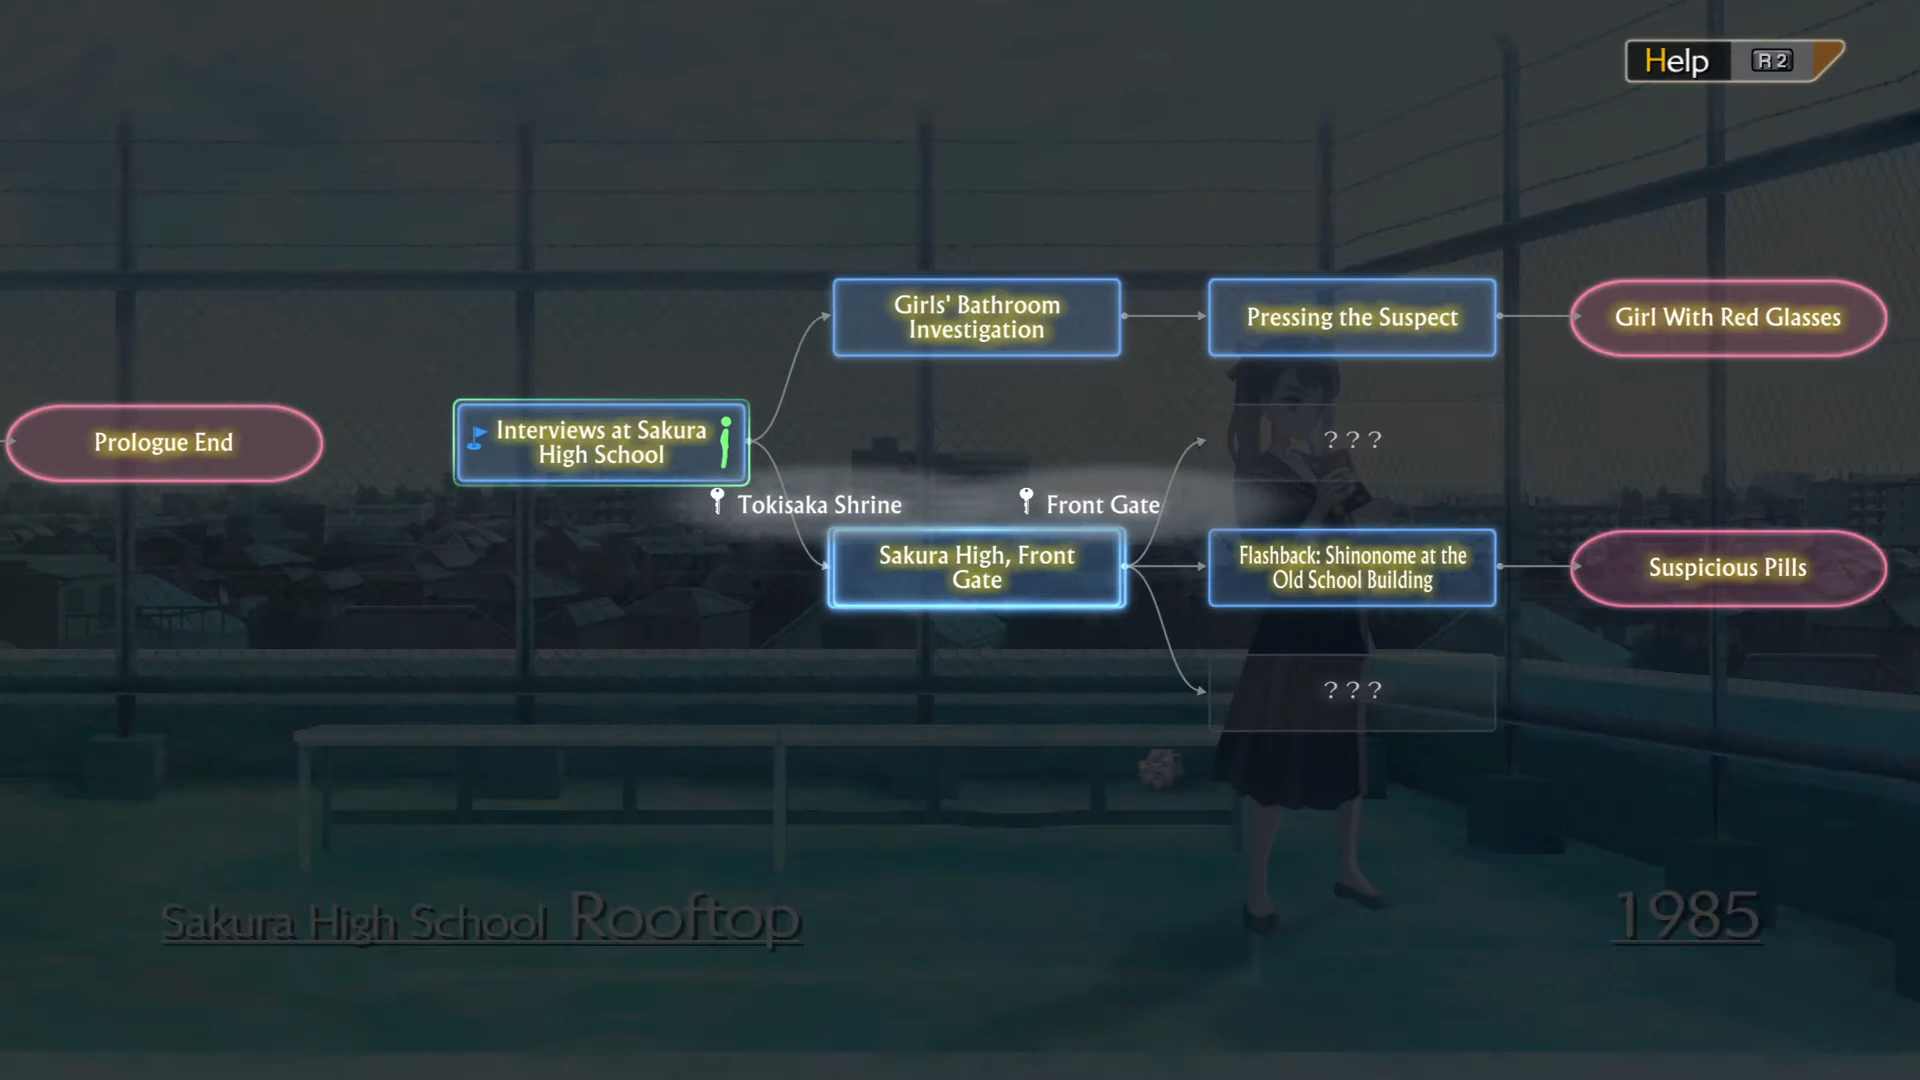 Help R2
Girls' Bathroom
Investigation
Pressing the Suspect
Girl With Red Glasses
Prologue End
Interviews at Sakura
High School
? ? ?
Tokisaka Shrine
Front Gate
Sakura High, Front
Gate
Flashback: Shinonome at the
Old School Building
Suspicious Pills
? ? ?
Sakura High School Rooftop
1985